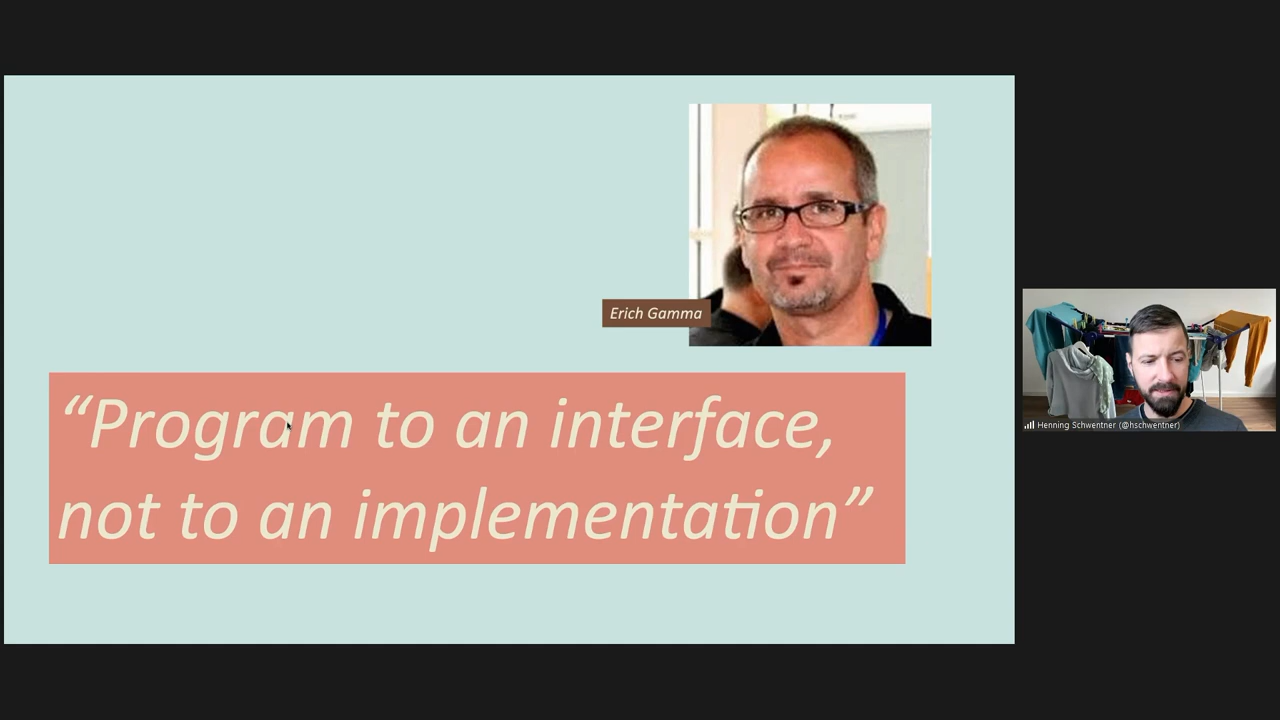 Erich Gamma
“Program to an interface,
not to an implementation”
Henning Schwentner (@hschwentner)